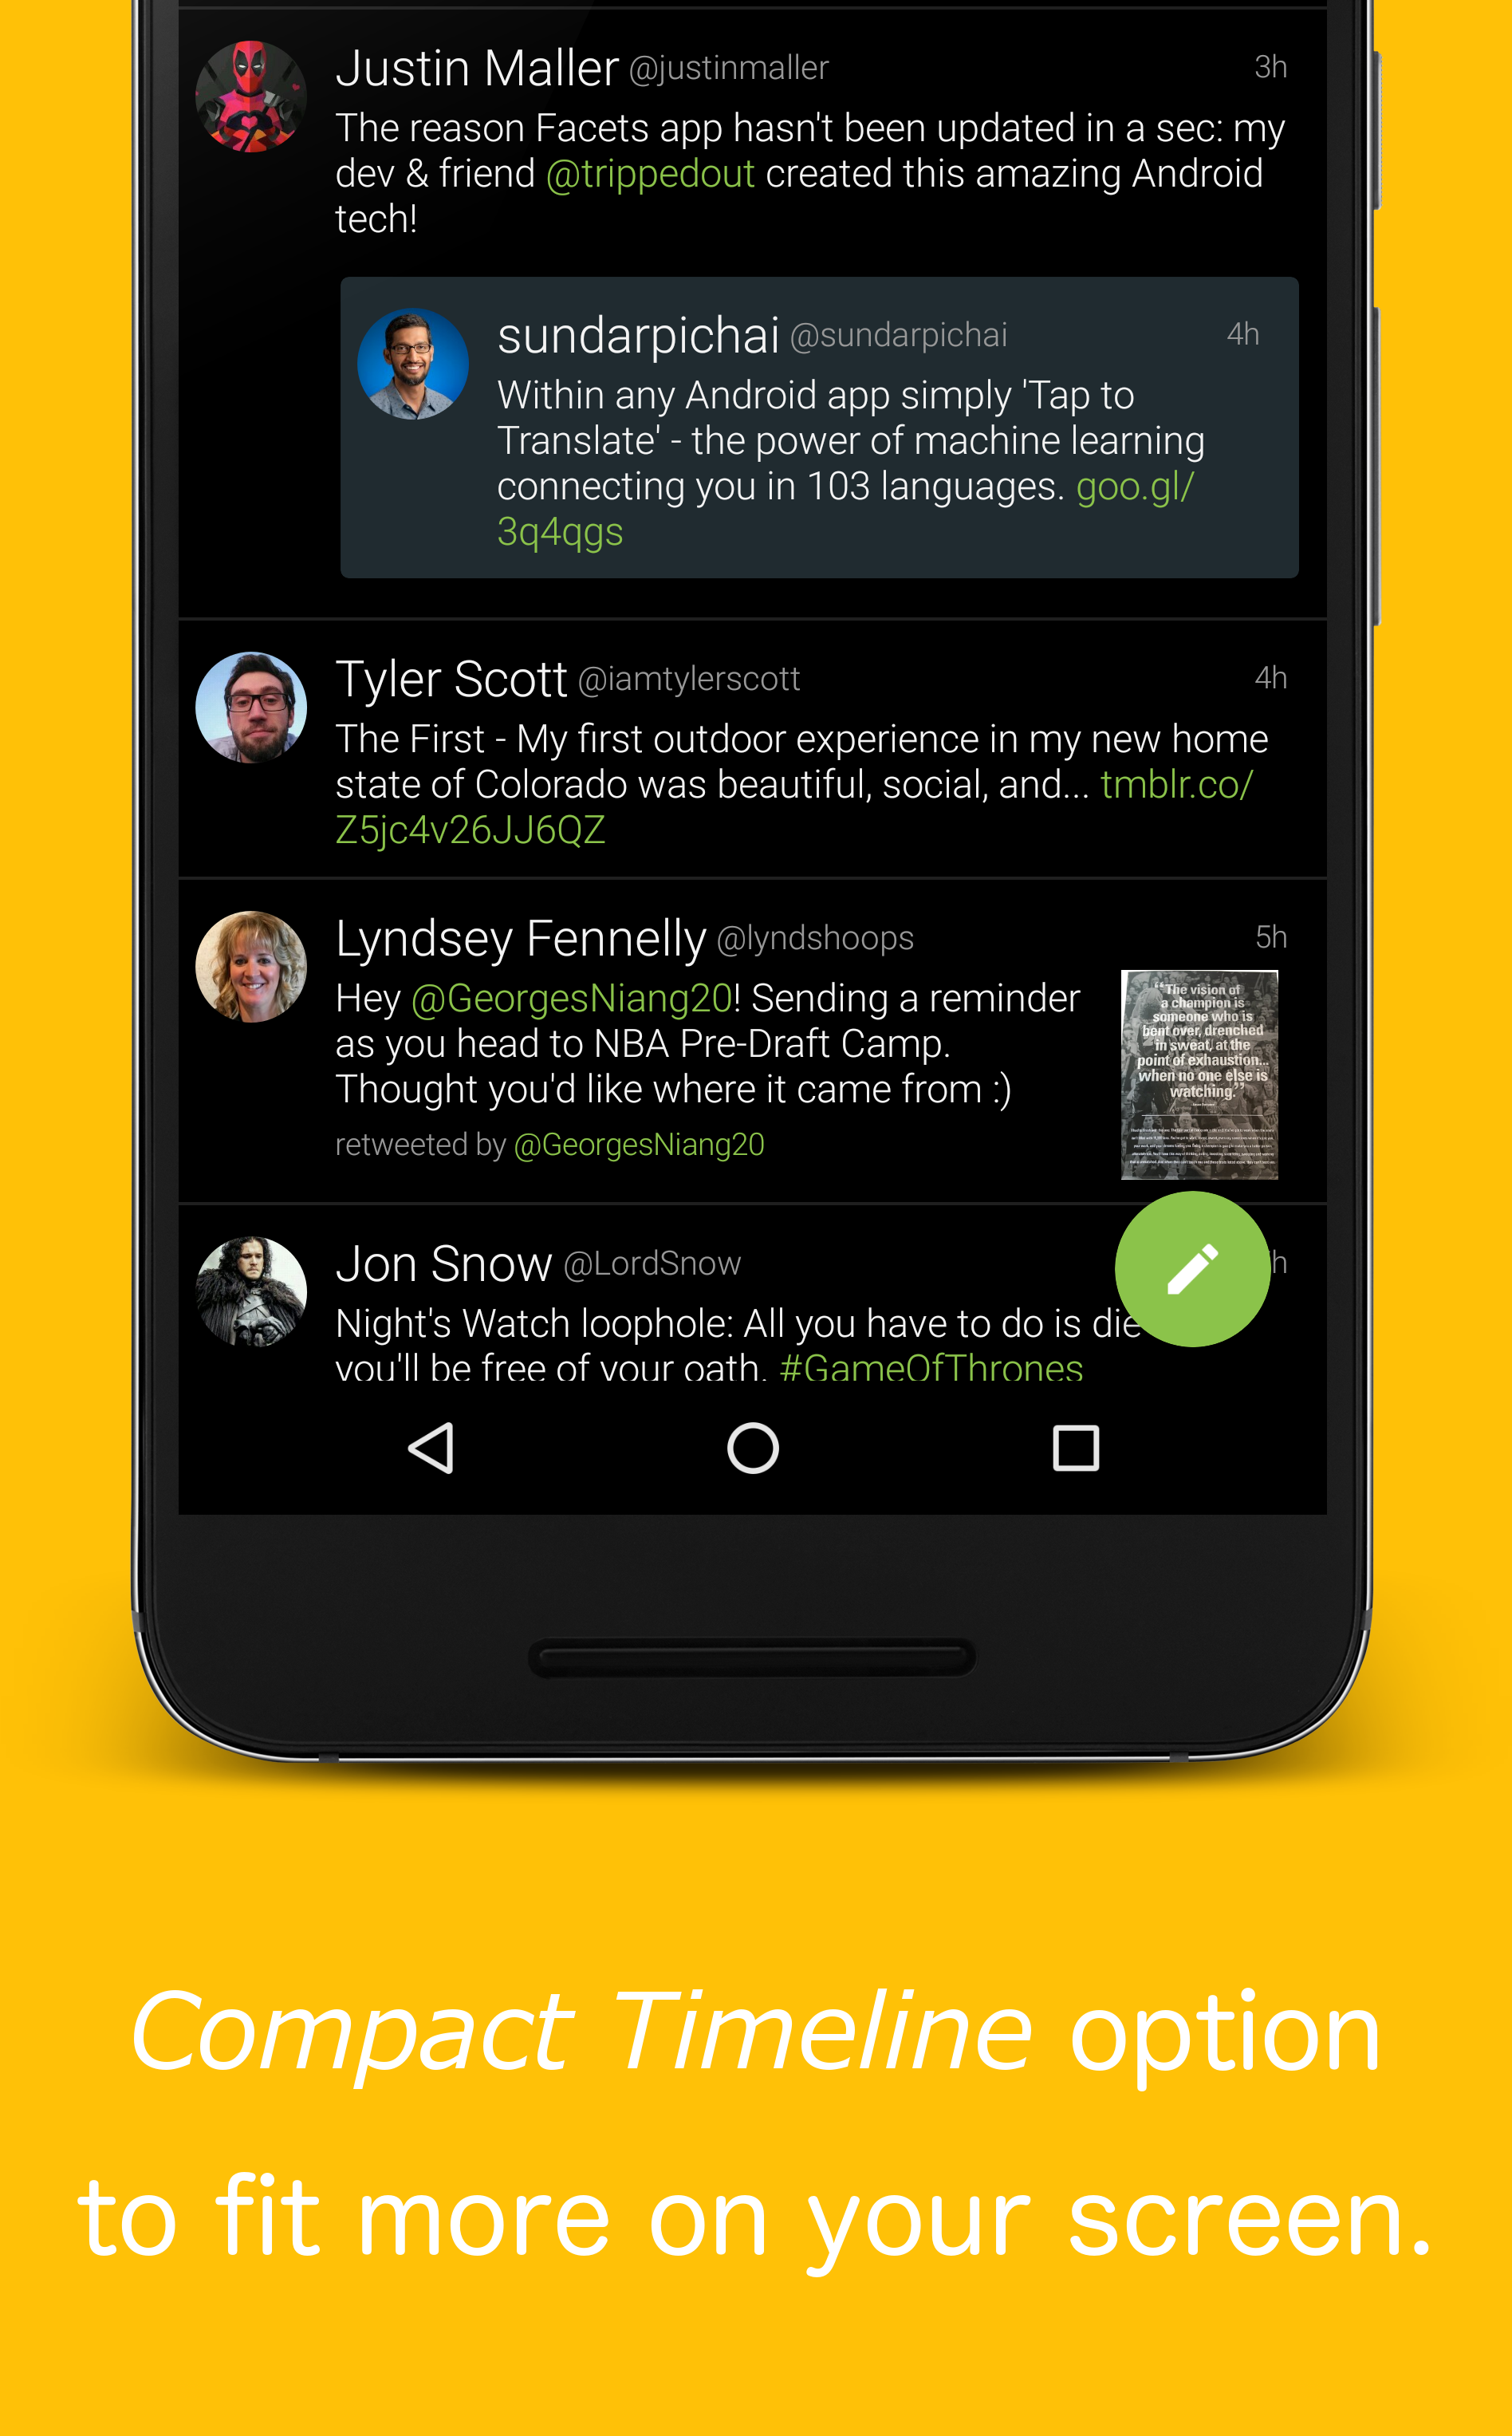 Justin Maller @justinmaller 3h
The reason Facets app hasn't been updated in a sec: my
dev & friend @trippedout created this amazing Android
tech!
sundarpichai @sundarpichai 4h
Within any Android app simply 'Tap to
Translate' - the power of machine learning
connecting you in 103 languages. goo.gl/
3q4qgs
Tyler Scott @iamtylerscott 4h
The First - My first outdoor experience in my new home
state of Colorado was beautiful, social, and... tmblr.co/
Z5jc4v26JJ6QZ
Lyndsey Fennelly @lyndshoops 5h
Hey @GeorgesNiang20! Sending a reminder
as you head to NBA Pre-Draft Camp.
Thought you'd like where it came from :)
retweeted by @GeorgesNiang20
“The vision of
a champion is
someone who is
bent over, drenched
in sweat, at the
point of exhaustion...
when no one else is
watching.”
Jon Snow @LordSnow h
Night's Watch loophole: All you have to do is die
you'll be free of your oath. #GameOfThrones
Compact Timeline option
to fit more on your screen.